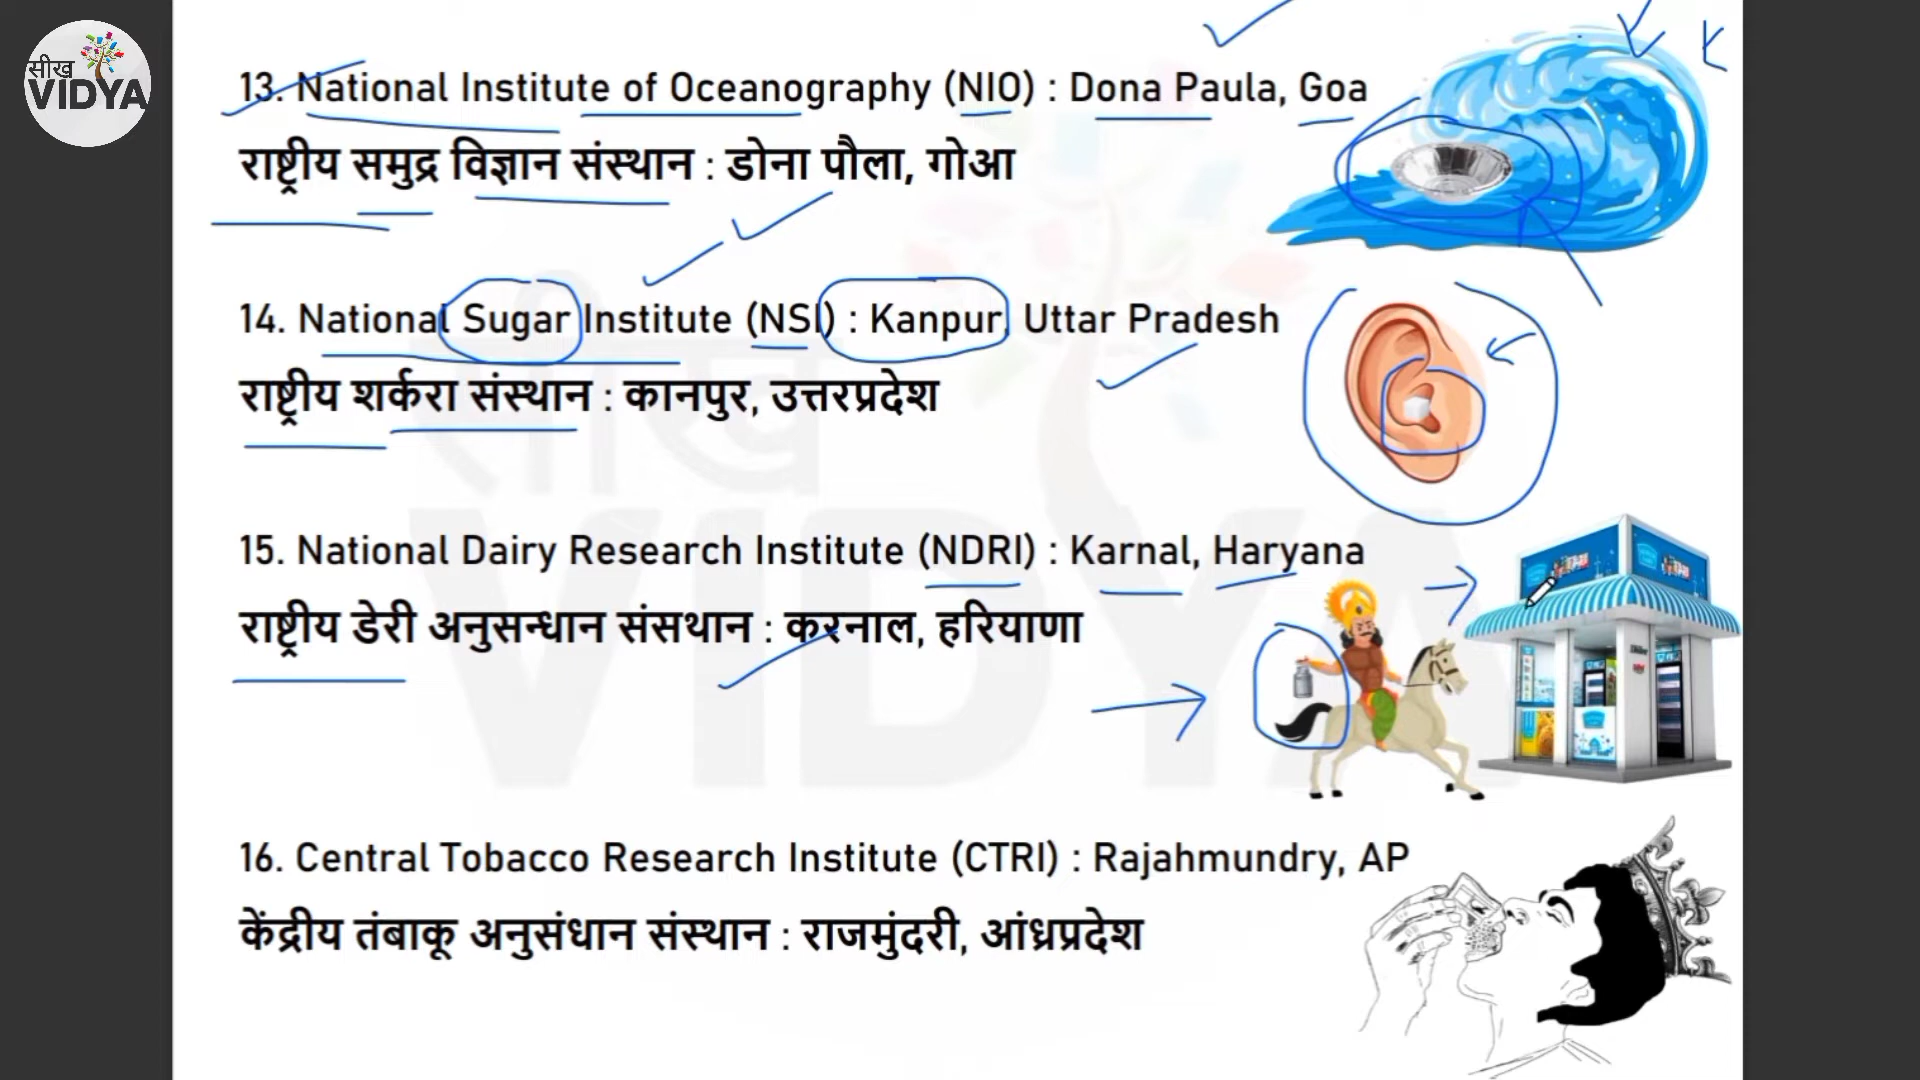 सीख
VIDYA
13. National Institute of Oceanography (NIO) : Dona Paula, Goa
राष्ट्रीय समुद्र विज्ञान संस्थान : डोना पौला, गोआ
14. National Sugar Institute (NSI) : Kanpur, Uttar Pradesh
राष्ट्रीय शर्करा संस्थान : कानपुर, उत्तरप्रदेश
15. National Dairy Research Institute (NDRI) : Karnal, Haryana
राष्ट्रीय डेरी अनुसन्धान संसथान : करनाल, हरियाणा
16. Central Tobacco Research Institute (CTRI) : Rajahmundry, AP
केंद्रीय तंबाकू अनुसंधान संस्थान : राजमुंदरी, आंध्रप्रदेश
सीख
VIDYA